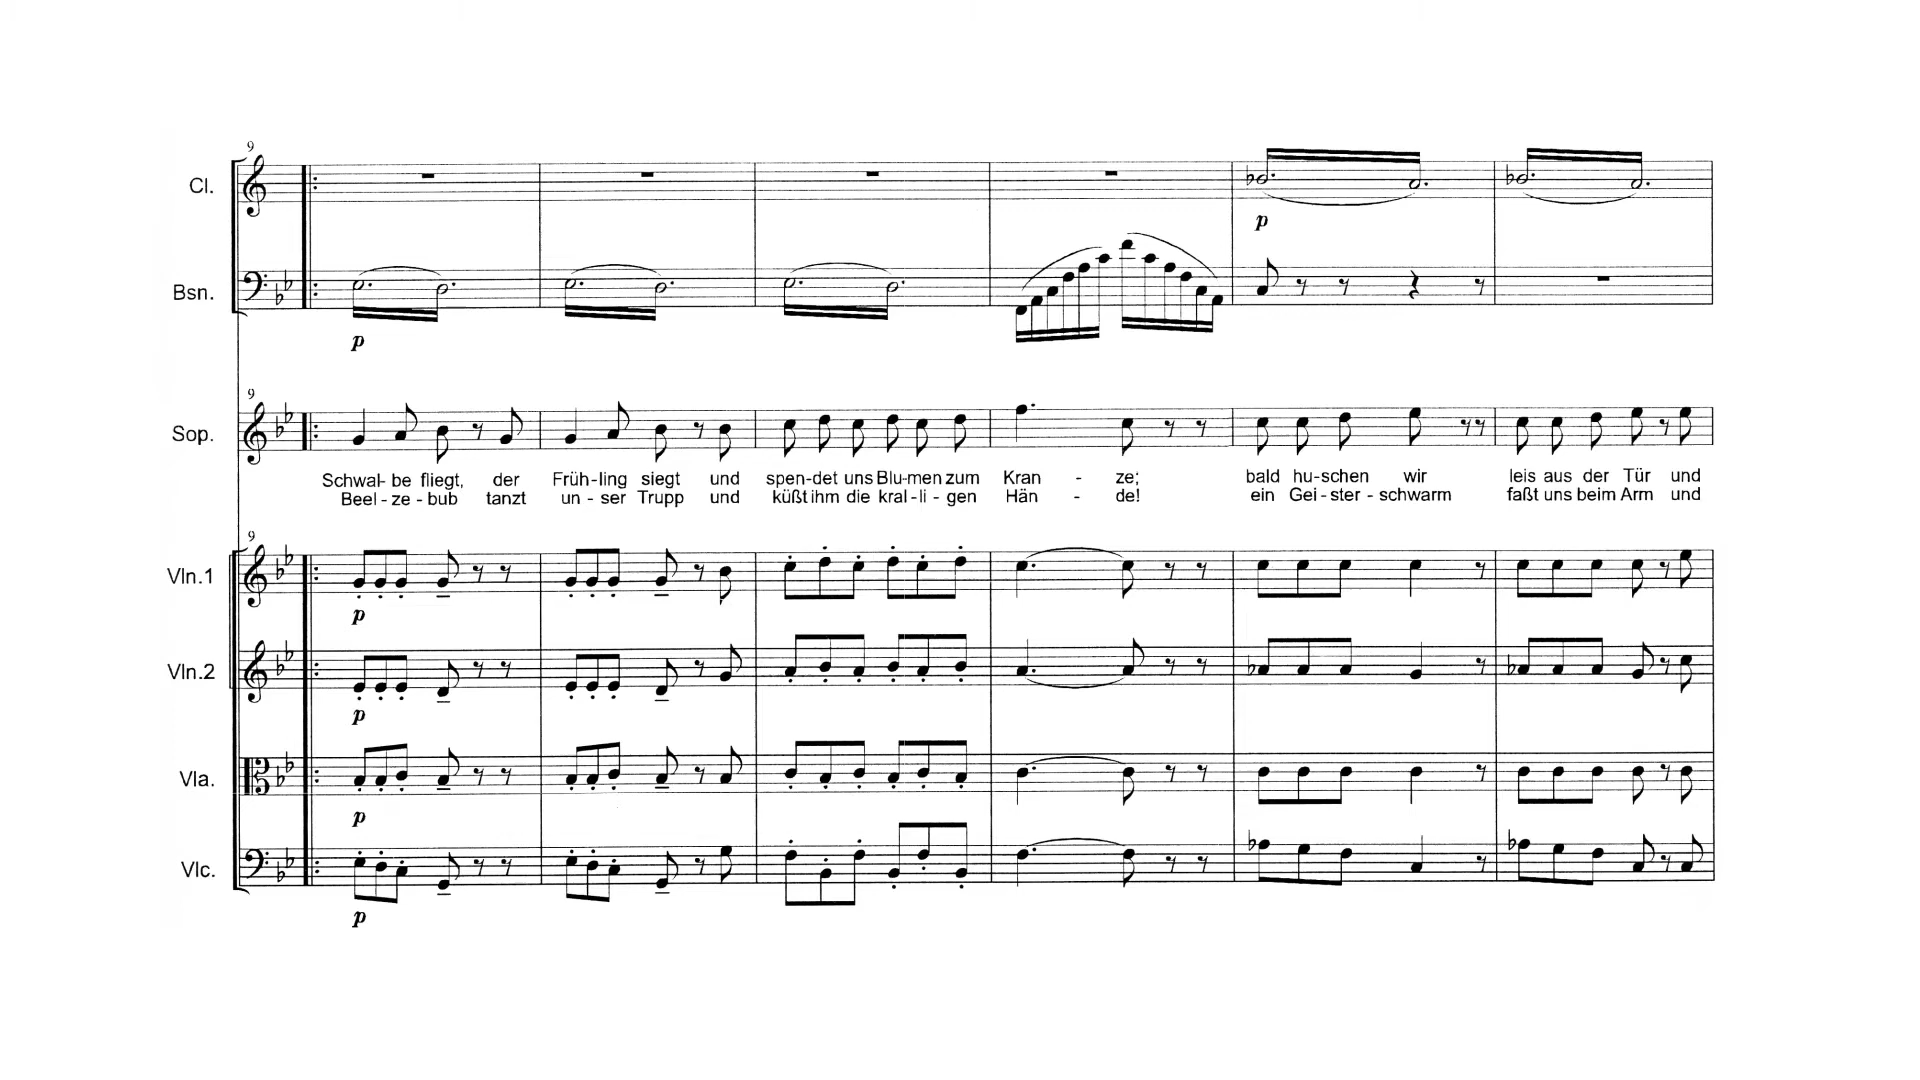 9
Cl.
p
Bsn.
p
9
Sop.
Schwal- be fliegt, der Früh-ling siegt und spen-det uns Blu-men zum Kran - ze; bald hu-schen wir leis aus der Tür und
Beel-ze-bub tanzt un-ser Trupp und küßt ihm die kral-li-gen Hän - de! ein Gei-ster-schwarm faßt uns beim Arm und
9
Vln.1
p
Vln.2
p
Vla.
p
Vlc.
p